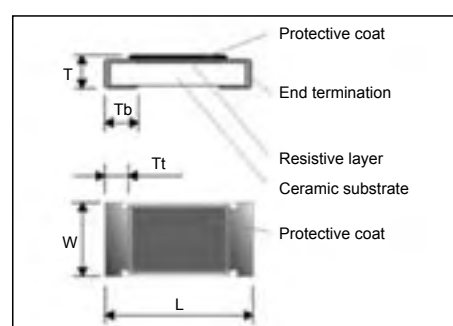 Protective coat
T
End termination
Tb
Resistive layer
Tt
Ceramic substrate
W
Protective coat
L